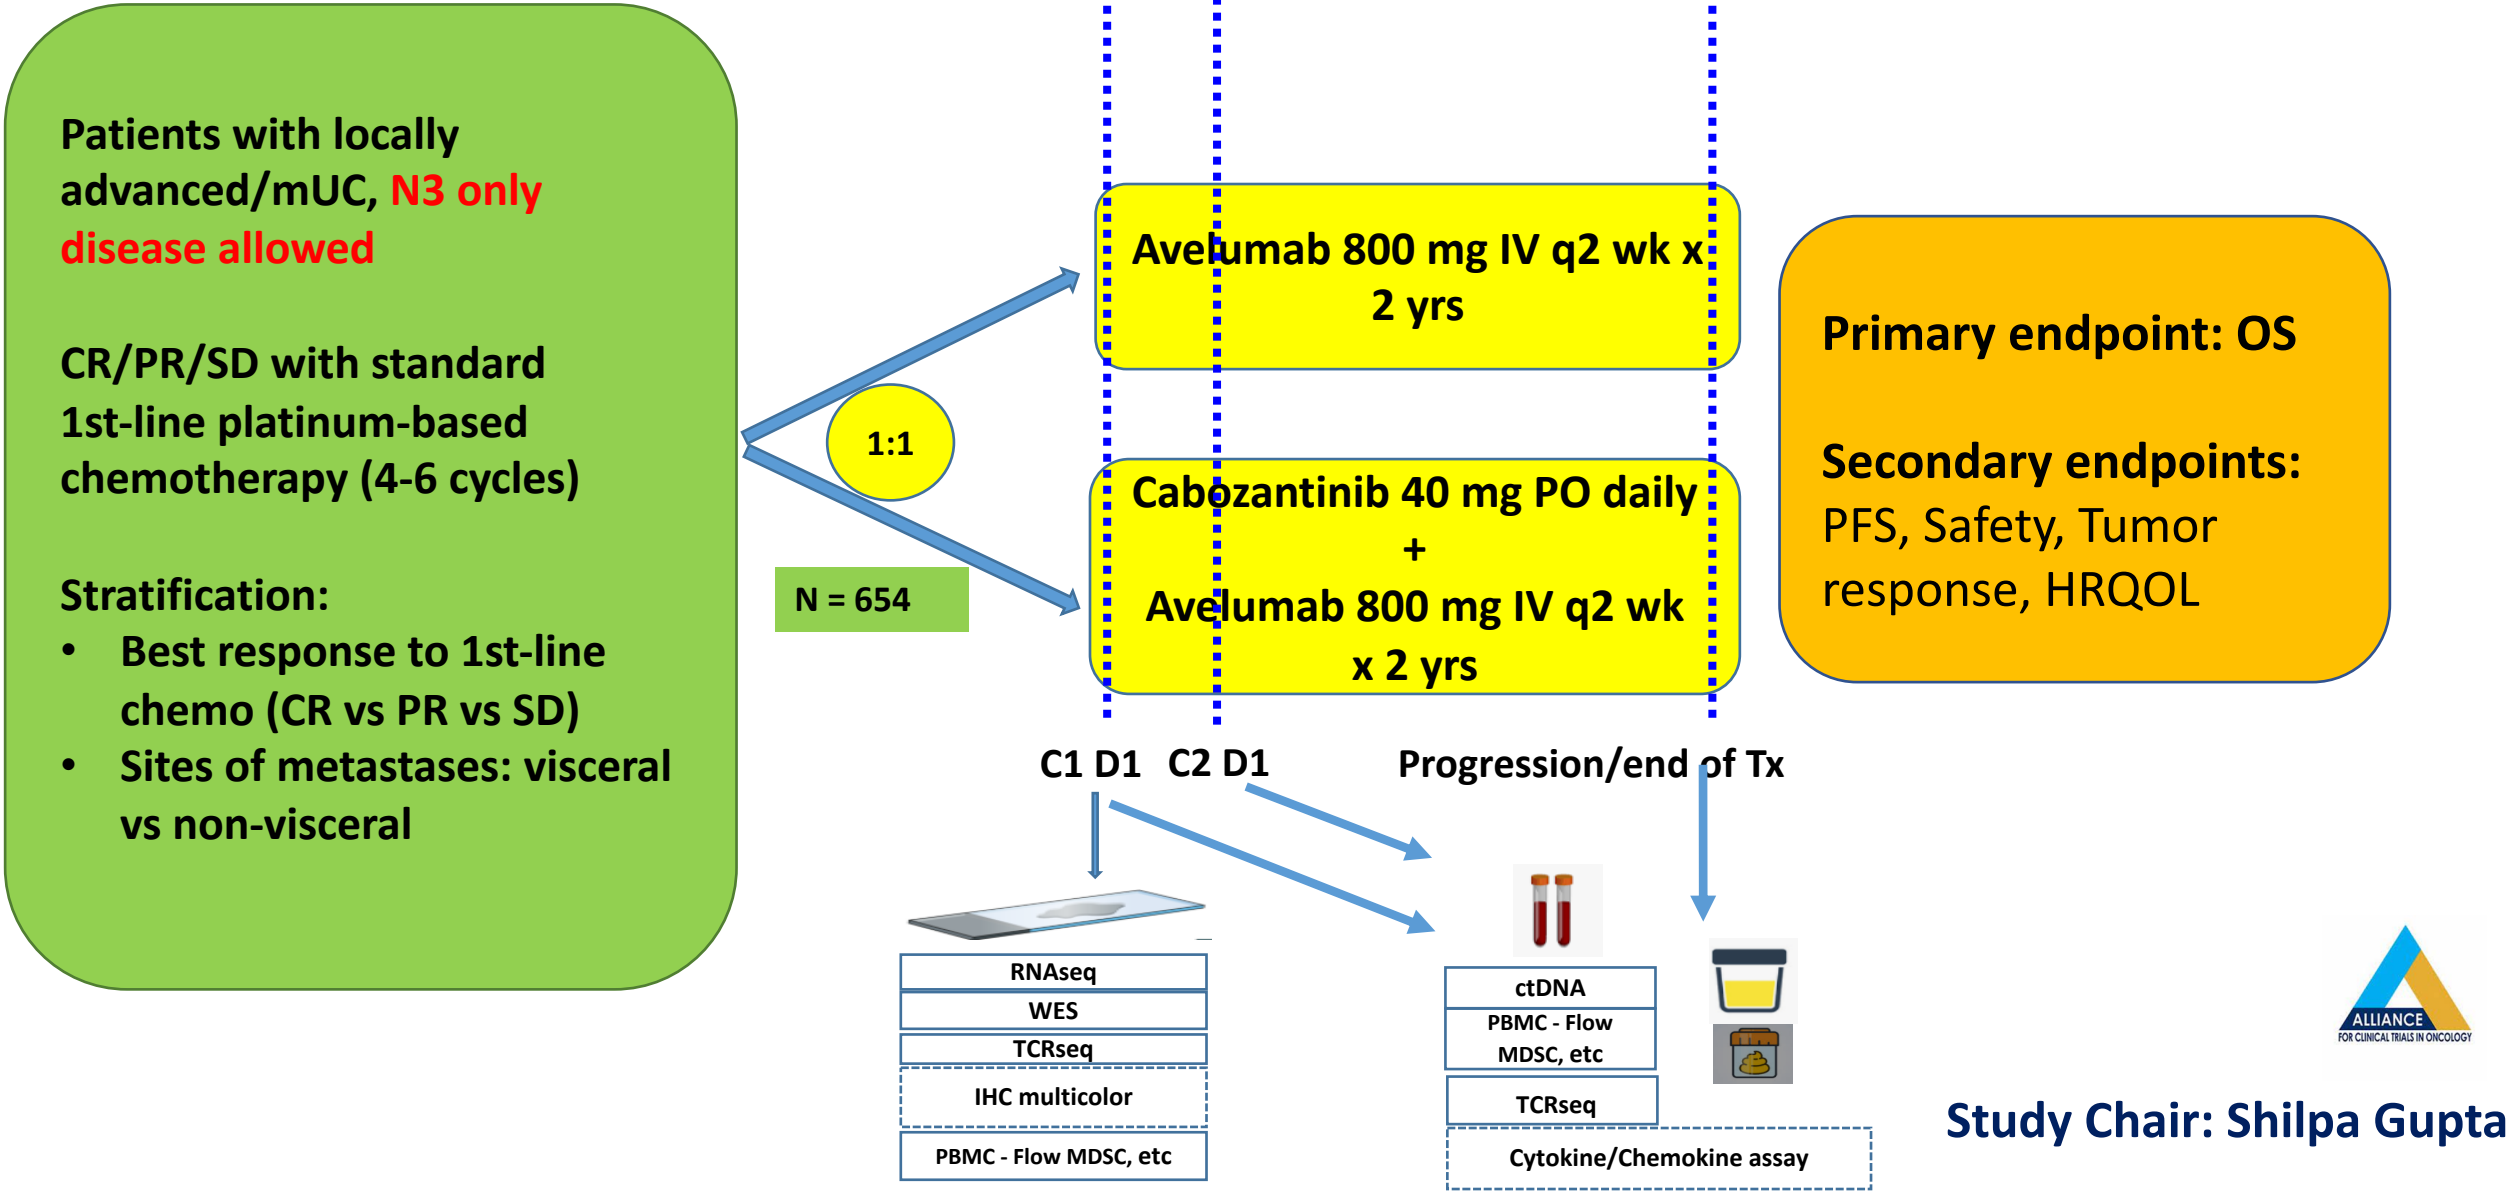 Patients with locally
advanced/mUC, N3 only
disease allowed
CR/PR/SD with standard
1st-line platinum-based
chemotherapy (4-6 cycles)
Stratification:
• Best response to 1st-line
chemo (CR vs PR vs SD)
• Sites of metastases: visceral
vs non-visceral
1:1
N = 654
Avelumab 800 mg IV q2 wk x
2 yrs
Cabozantinib 40 mg PO daily
+
Avelumab 800 mg IV q2 wk
x 2 yrs
Primary endpoint: OS
Secondary endpoints:
PFS, Safety, Tumor
response, HRQOL
C1 D1
C2 D1
Progression/end of Tx
RNAseq
WES
TCRseq
IHC multicolor
PBMC - Flow MDSC, etc
ctDNA
PBMC - Flow
MDSC, etc
TCRseq
Cytokine/Chemokine assay
ALLIANCE
FOR CLINICAL TRIALS IN ONCOLOGY
Study Chair: Shilpa Gupta